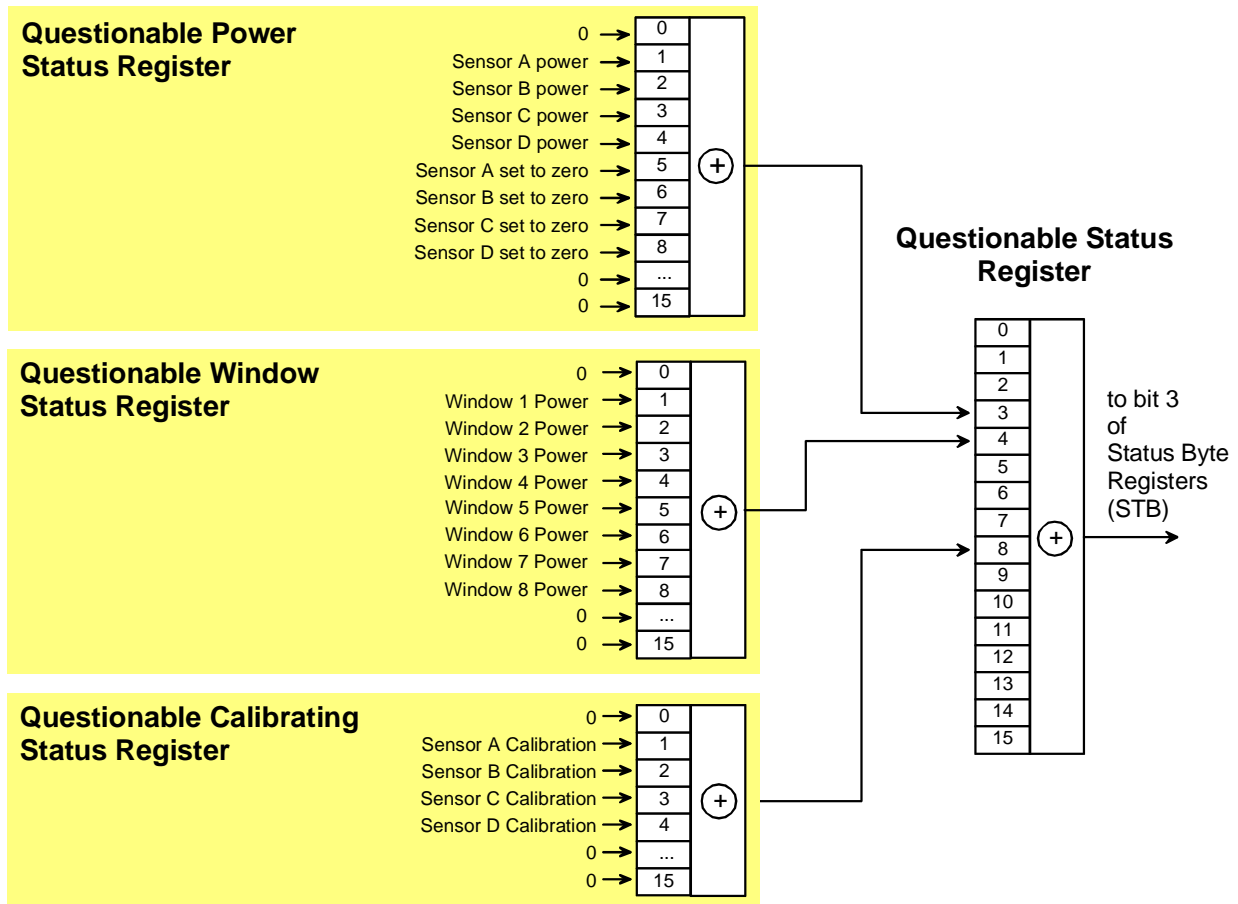 Questionable Power
Status Register
0 0
Sensor A power 1
Sensor B power 2
Sensor C power 3
Sensor D power 4
Sensor A set to zero 5
Sensor B set to zero 6
Sensor C set to zero 7
Sensor D set to zero 8
0 ...
0 15
+
Questionable Window
Status Register
0 0
Window 1 Power 1
Window 2 Power 2
Window 3 Power 3
Window 4 Power 4
Window 5 Power 5
Window 6 Power 6
Window 7 Power 7
Window 8 Power 8
0 ...
0 15
+
Questionable Calibrating
Status Register
0 0
Sensor A Calibration 1
Sensor B Calibration 2
Sensor C Calibration 3
Sensor D Calibration 4
0 ...
0 15
+
Questionable Status
Register
0
1
2
3
4
5
6
7
8
9
10
11
12
13
14
15
+
to bit 3
of
Status Byte
Registers
(STB)